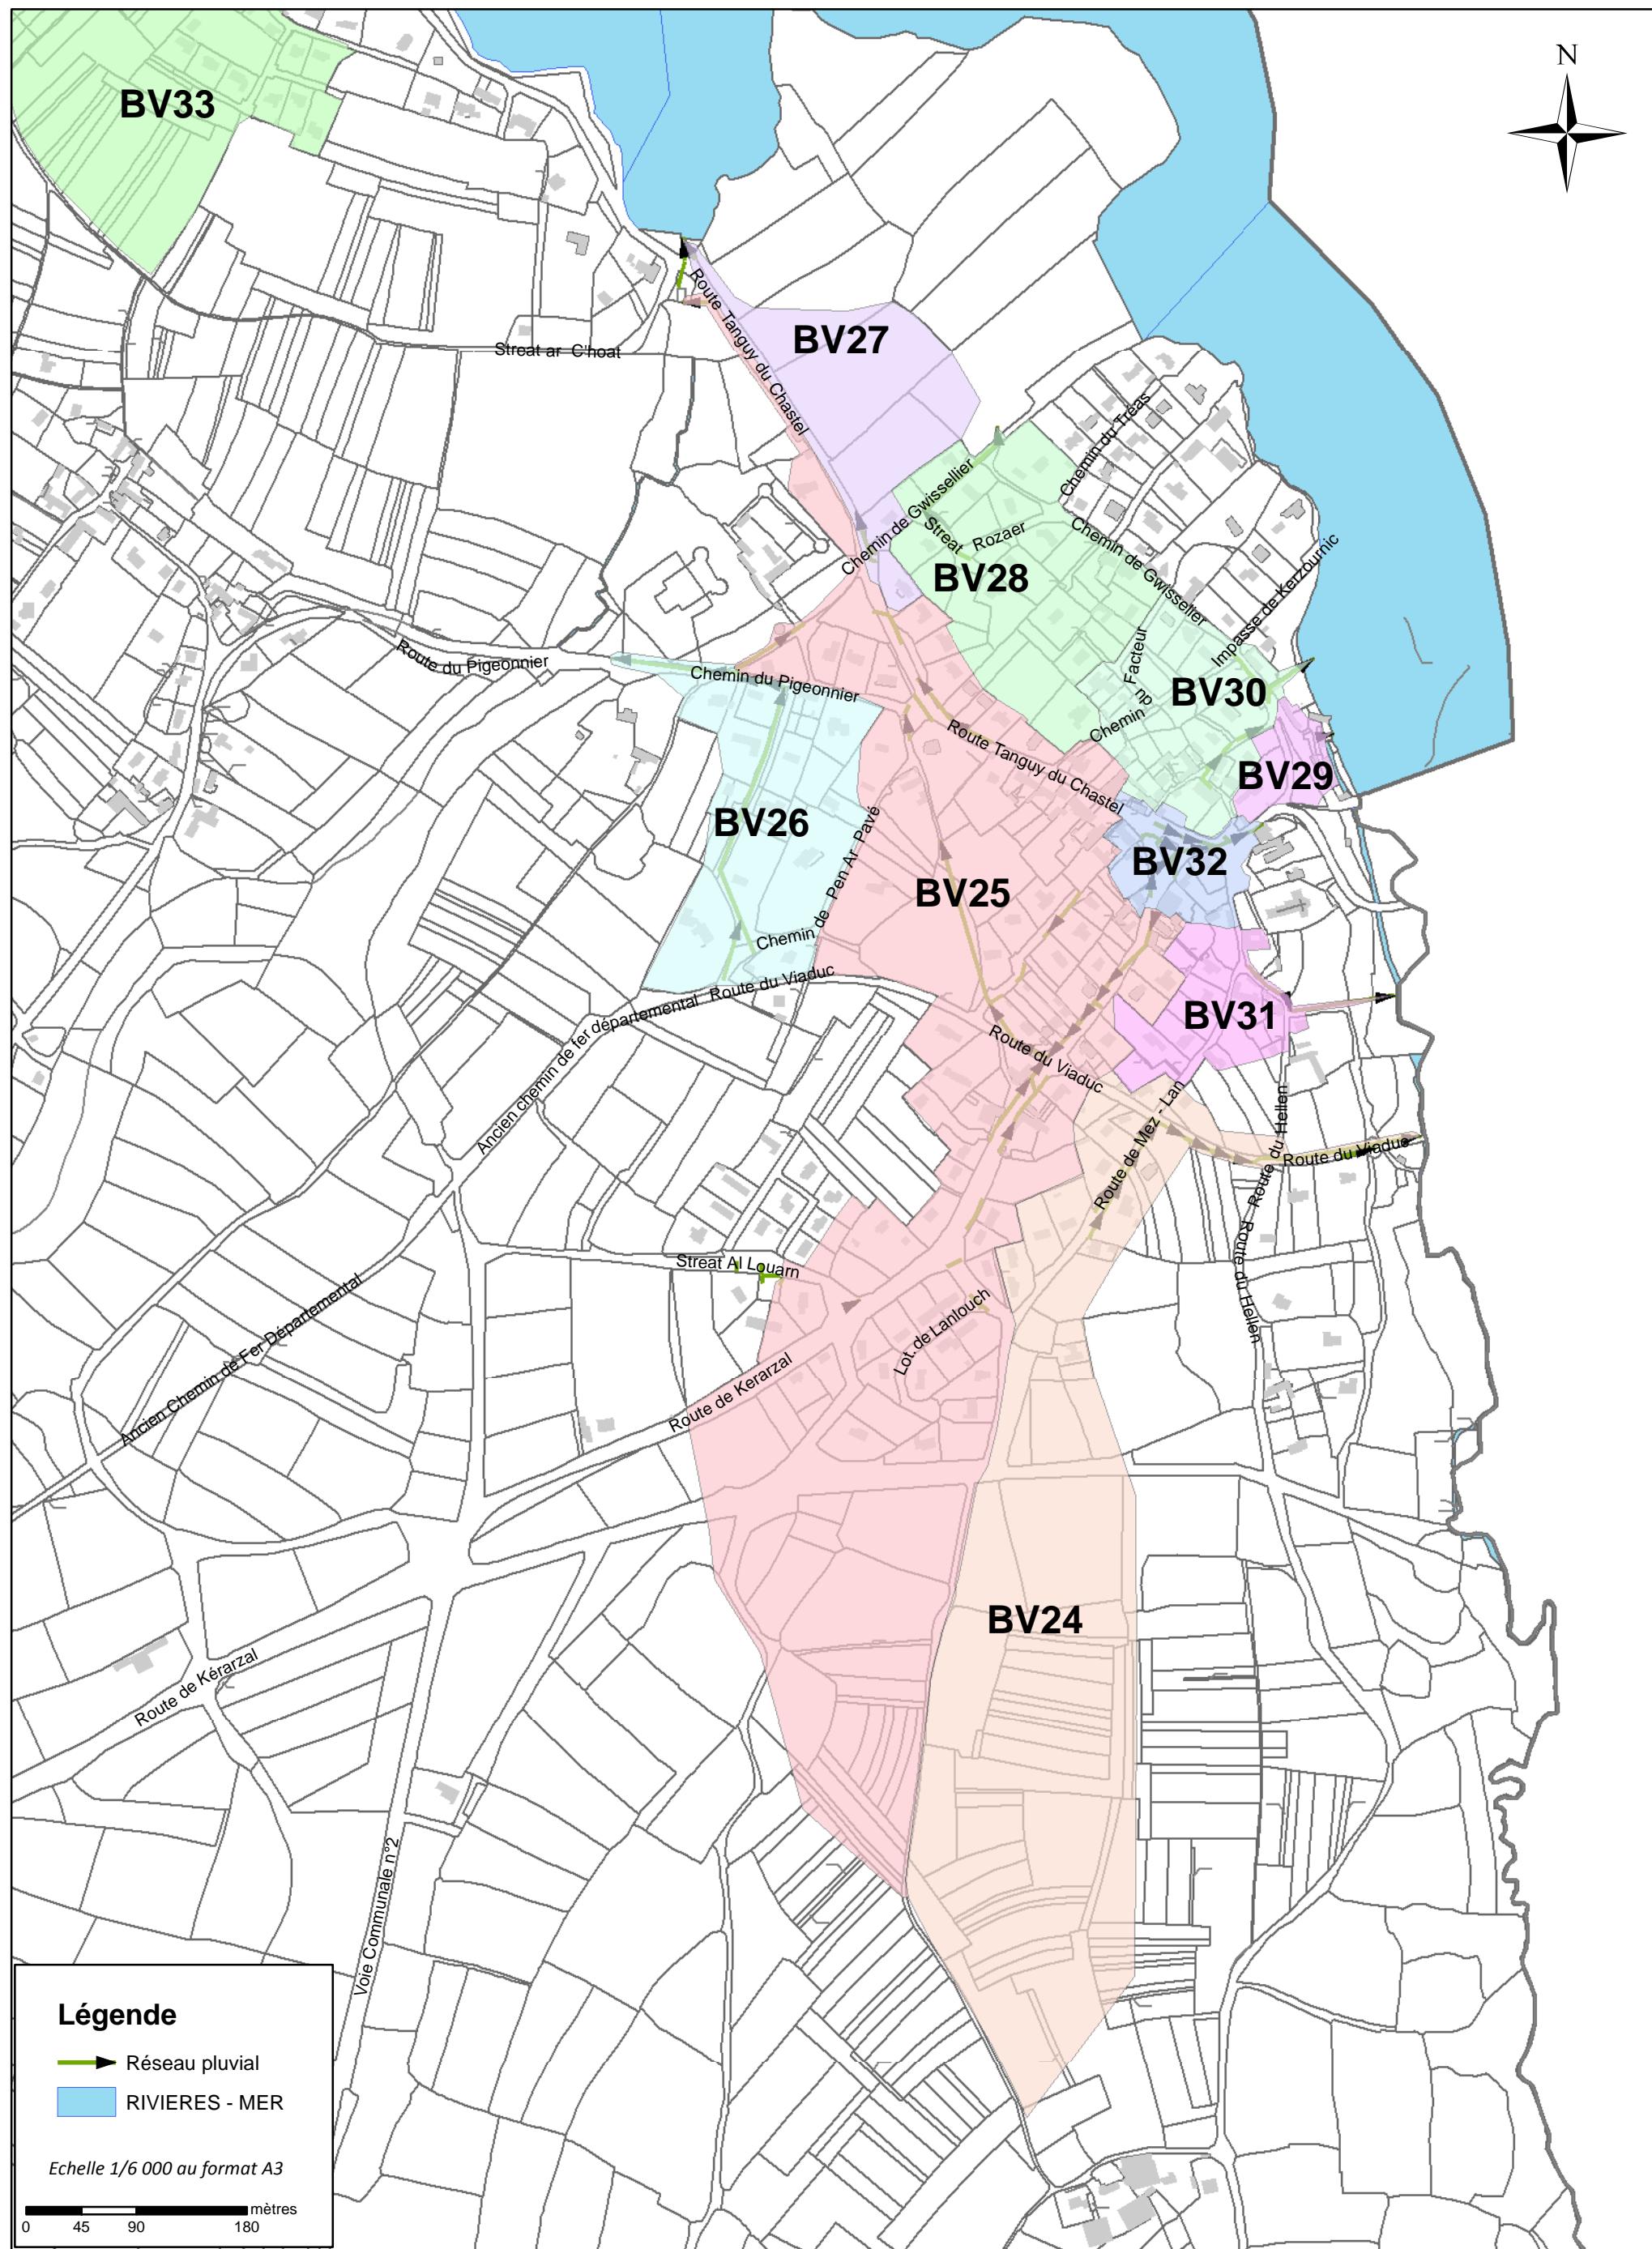 N
BV33
BV27
Route Tanguy du Chastel
Streat ar C'hoat
Chemin du Tréas
Chemin de Gwissellier
Streat Rozaer
Chemin de Gwisselier
BV28
Impasse de Kerzournic
Route du Pigeonnier
Chemin du Pigeonnier
Chemin du Facteur
BV30
Route Tanguy du Chastel
BV29
BV26
Chemin de Pen Ar Pavé
BV32
BV25
Ancien chemin de fer départemental
Route du Viaduc
BV31
Route du Viaduc
Route de Mez - Lan
Route du Hellen
Route du Viaduc
Route du Hellen
Streat Al Louarn
Lot. de Lanlouch
Ancien Chemin de Fer Départemental
Route de Kerarzal
BV24
Route de Kérarzal
Voie Communale n°2
Légende
Réseau pluvial
RIVIERES - MER
Echelle 1/6 000 au format A3
mètres
0 45 90 180